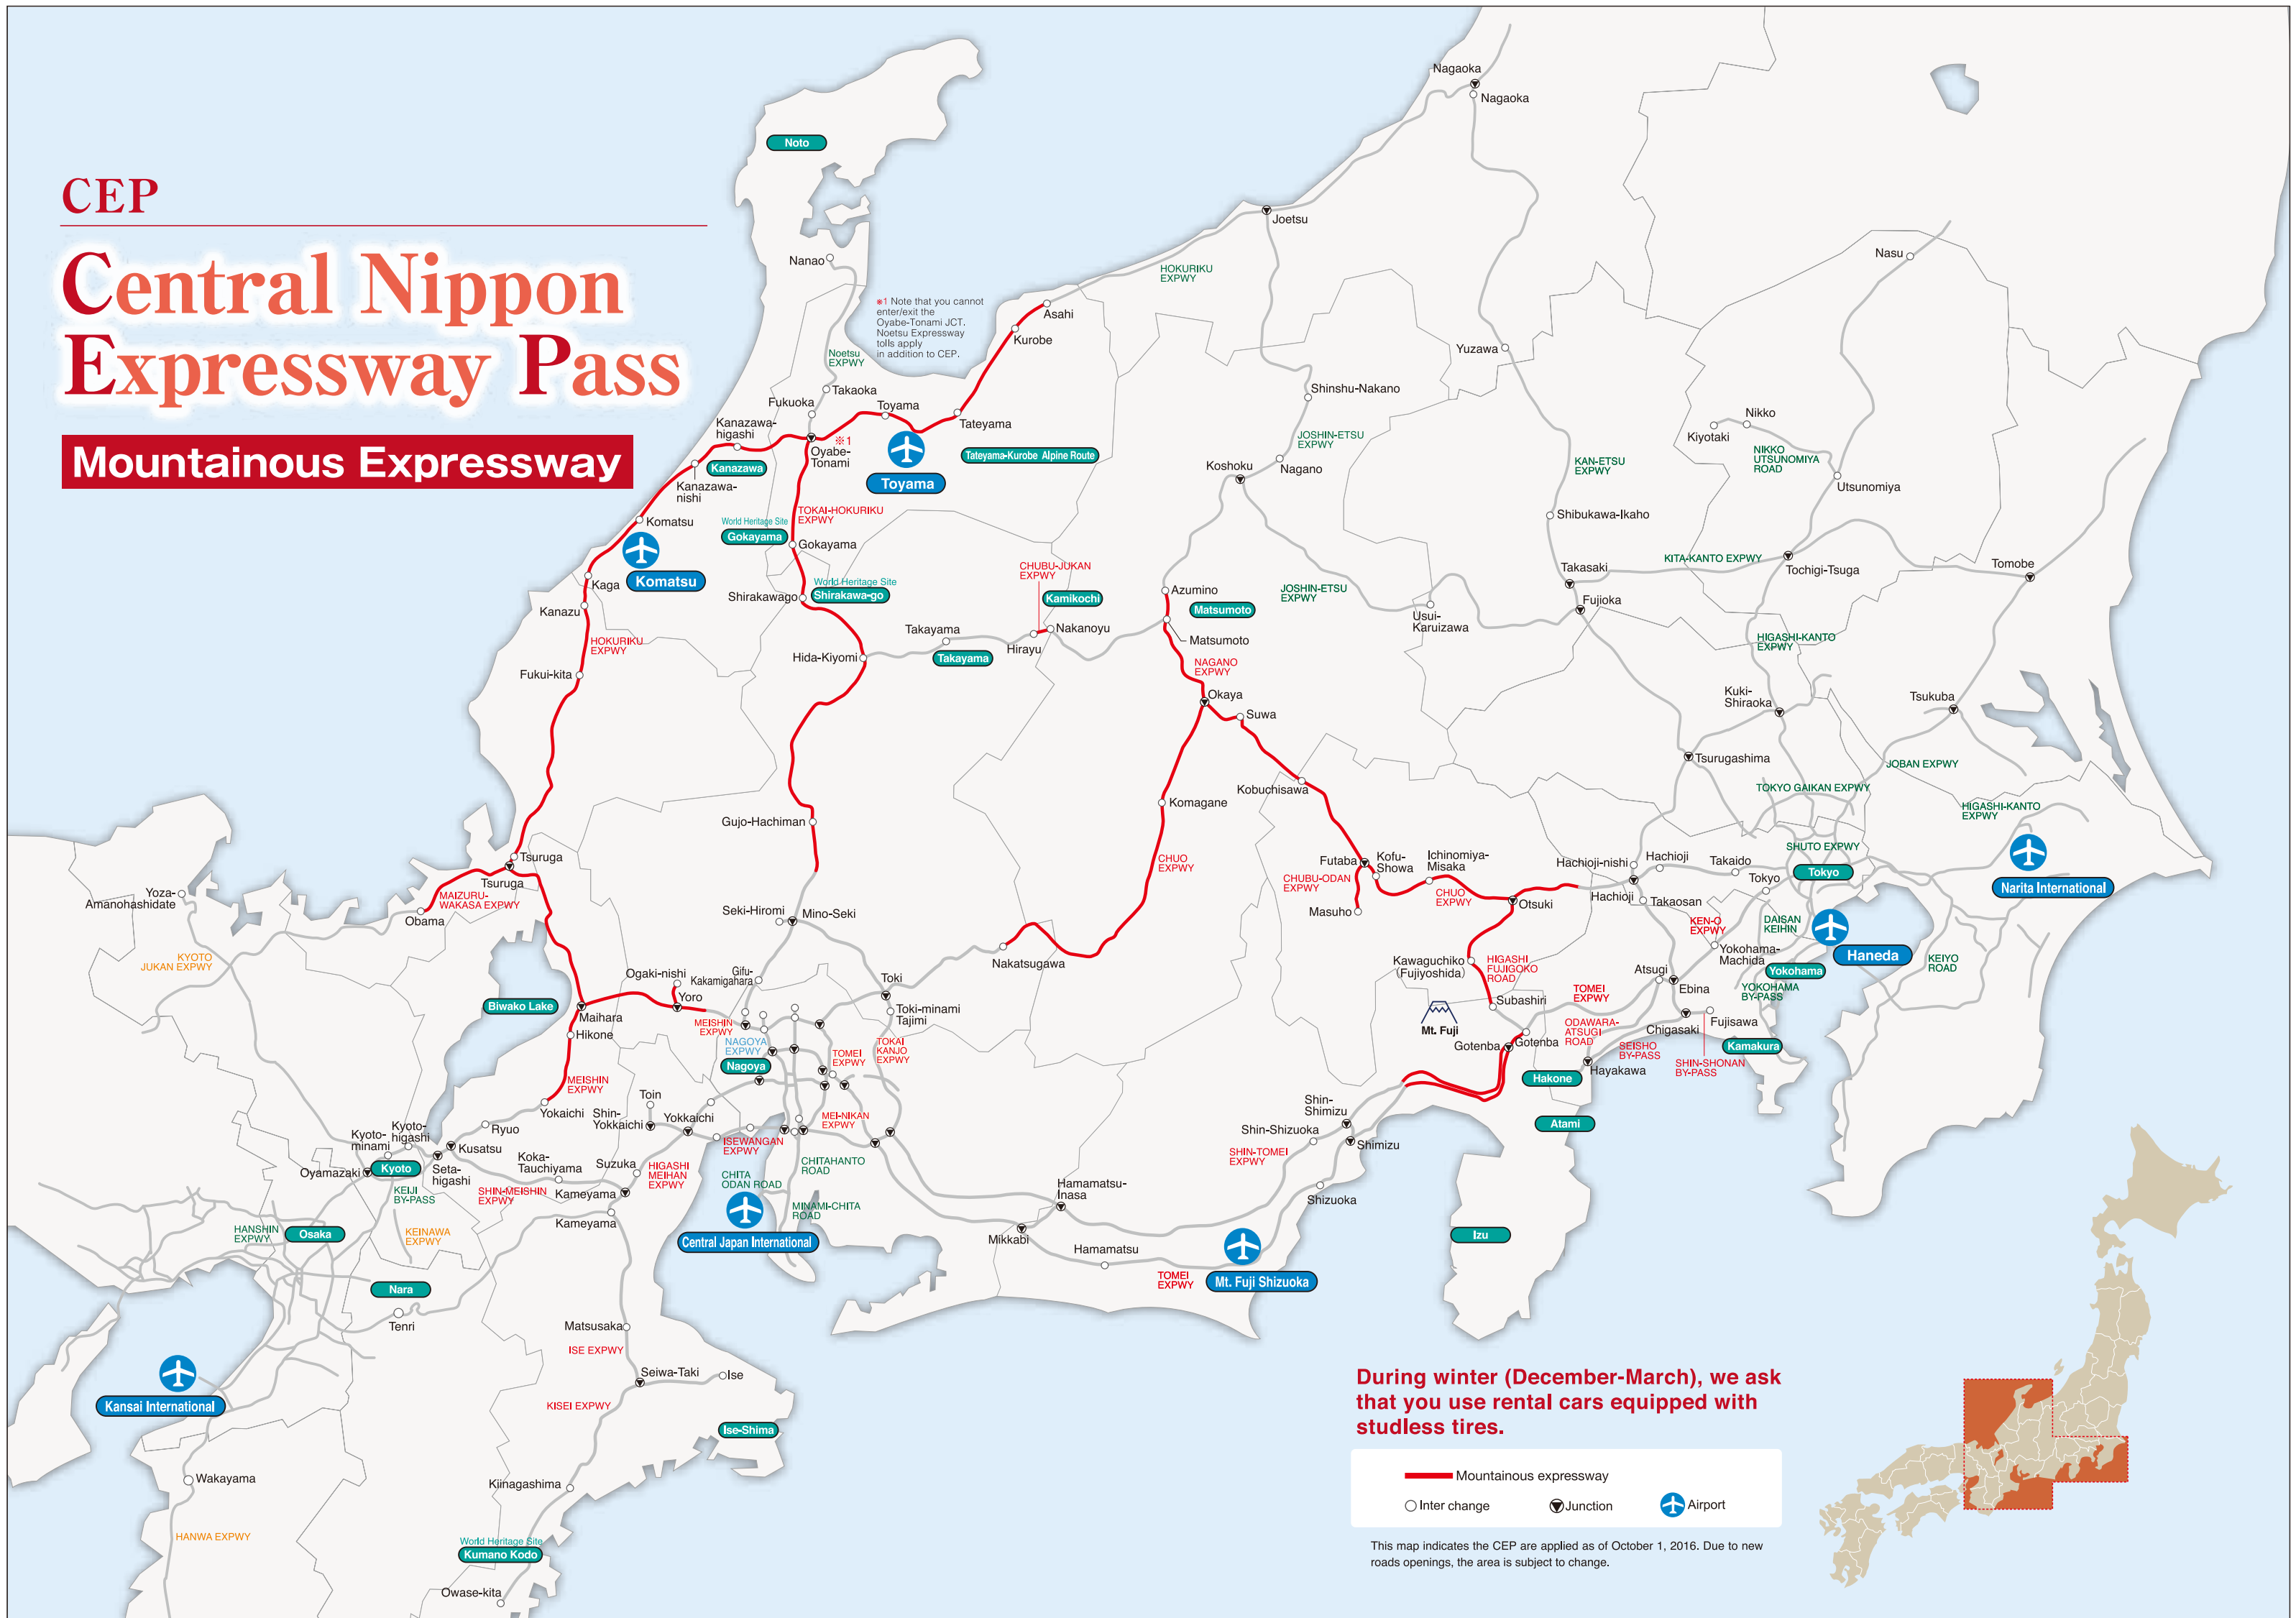 CEP
Central Nippon
Expressway Pass
Mountainous Expressway
Noto
Nanao
※1 Note that you cannot
enter/exit the
Oyabe-Tonami JCT.
Noetsu Expressway
tolls apply
in addition to CEP.
Noetsu
EXPWY
Takaoka
Fukuoka
Toyama
Kanazawa-
higashi
※1
Oyabe-
Tonami
Tateyama
Kurobe
Asahi
HOKURIKU
EXPWY
Joetsu
Nagaoka
Nagaoka
Yuzawa
Nasu
Kanazawa
Kanazawa-
nishi
Toyama
Tateyama-Kurobe Alpine Route
Komatsu
Komatsu
World Heritage Site
Gokayama
TOKAI-HOKURIKU
EXPWY
Gokayama
World Heritage Site
Shirakawa-go
Shirakawago
Kaga
Kanazu
HOKURIKU
EXPWY
Fukui-kita
Hida-Kiyomi
Takayama
Takayama
CHUBU-JUKAN
EXPWY
Kamikochi
Hirayu
Nakanoyu
Shinshu-Nakano
JOSHIN-ETSU
EXPWY
Nagano
Koshoku
Azumino
Matsumoto
Matsumoto
JOSHIN-ETSU
EXPWY
Usui-
Karuizawa
NAGANO
EXPWY
Okaya
Suwa
KAN-ETSU
EXPWY
Shibukawa-Ikaho
Takasaki
Fujioka
Nikko
Kiyotaki
NIKKO
UTSUNOMIYA
ROAD
Utsunomiya
KITA-KANTO EXPWY
Tochigi-Tsuga
Tomobe
HIGASHI-KANTO
EXPWY
Kuki-
Shiraoka
Tsukuba
Tsurugashima
JOBAN EXPWY
TOKYO GAIKAN EXPWY
HIGASHI-KANTO
EXPWY
SHUTO EXPWY
Narita International
Gujo-Hachiman
Komagane
CHUO
EXPWY
Kobuchisawa
Futaba
Kofu-
Showa
Ichinomiya-
Misaka
CHUBU-ODAN
EXPWY
Masuho
CHUO
EXPWY
Otsuki
Hachioji-nishi
Hachioji
Takaido
Tokyo
Tokyo
Hachioji
Takaosan
KEN-O
EXPWY
DAISAN
KEIHIN
Haneda
Yokohama-
Machida
Yokohama
YOKOHAMA
BY-PASS
KEIYO
ROAD
Tsuruga
Tsuruga
Yoza-
Amanohashidate
MAIZURU-
WAKASA EXPWY
Obama
KYOTO
JUKAN EXPWY
Seki-Hiromi
Mino-Seki
Nakatsugawa
Kawaguchiko
(Fujiyoshida)
HIGASHI
FUJIGOKO
ROAD
Subashiri
Mt. Fuji
Atsugi
Ebina
TOMEI
EXPWY
Gotenba
Gotenba
ODAWARA-
ATSUGI
ROAD
Chigasaki
Fujisawa
SEISHO
BY-PASS
SHIN-SHONAN
BY-PASS
Kamakura
Hayakawa
Hakone
Atami
Izu
Biwako Lake
Ogaki-nishi
Gifu-
Kakamigahara
Yoro
Maihara
Hikone
MEISHIN
EXPWY
NAGOYA
EXPWY
Nagoya
Toki
Toki-minami
Tajimi
TOKAI
KANJO
EXPWY
TOMEI
EXPWY
MEISHIN
EXPWY
Yokaichi
Toin
Shin-
Yokkaichi
Yokkaichi
MEI-NIKAN
EXPWY
ISEWANGAN
EXPWY
Ryuo
Kyoto-
higashi
Kyoto-
minami
Kusatsu
Oyamazaki
Kyoto
Seta-
higashi
Koka-
Tauchiyama
Suzuka
HIGASHI
MEIHAN
EXPWY
CHITA
ODAN ROAD
CHITAHANTO
ROAD
MINAMI-CHITA
ROAD
Central Japan International
KEIJI
BY-PASS
SHIN-MEISHIN
EXPWY
Kameyama
Kameyama
HANSHIN
EXPWY
Osaka
KEINAWA
EXPWY
Nara
Tenri
Kansai International
Shin-
Shimizu
Shin-Shizuoka
Shimizu
SHIN-TOMEI
EXPWY
Shizuoka
Hamamatsu-
Inasa
Mikkabi
Hamamatsu
TOMEI
EXPWY
Mt. Fuji Shizuoka
Matsusaka
ISE EXPWY
Seiwa-Taki
Ise
KISEI EXPWY
Ise-Shima
Wakayama
Kiinagashima
HANWA EXPWY
World Heritage Site
Kumano Kodo
Owase-kita
During winter (December-March), we ask
that you use rental cars equipped with
studless tires.
Mountainous expressway
Inter change
Junction
Airport
This map indicates the CEP are applied as of October 1, 2016. Due to new
roads openings, the area is subject to change.